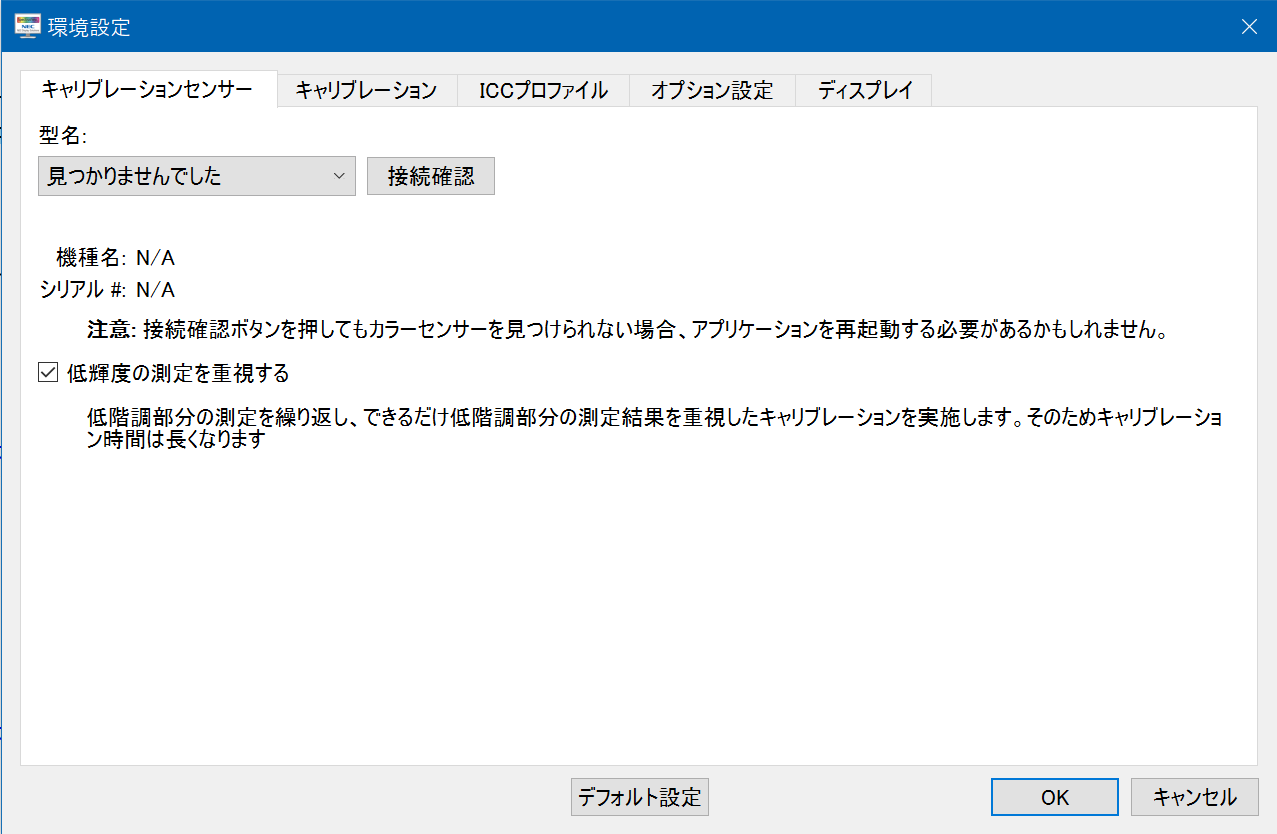 NEC
環境設定
キャリブレーションセンサー キャリブレーション ICCプロファイル オプション設定 ディスプレイ
型名:
見つかりませんでした 接続確認
機種名: N/A
シリアル #: N/A
注意: 接続確認ボタンを押してもカラーセンサーを見つけられない場合、アプリケーションを再起動する必要があるかもしれません。
低輝度の測定を重視する
低階調部分の測定を繰り返し、できるだけ低階調部分の測定結果を重視したキャリブレーションを実施します。そのためキャリブレーショ
ン時間は長くなります
デフォルト設定 OK キャンセル